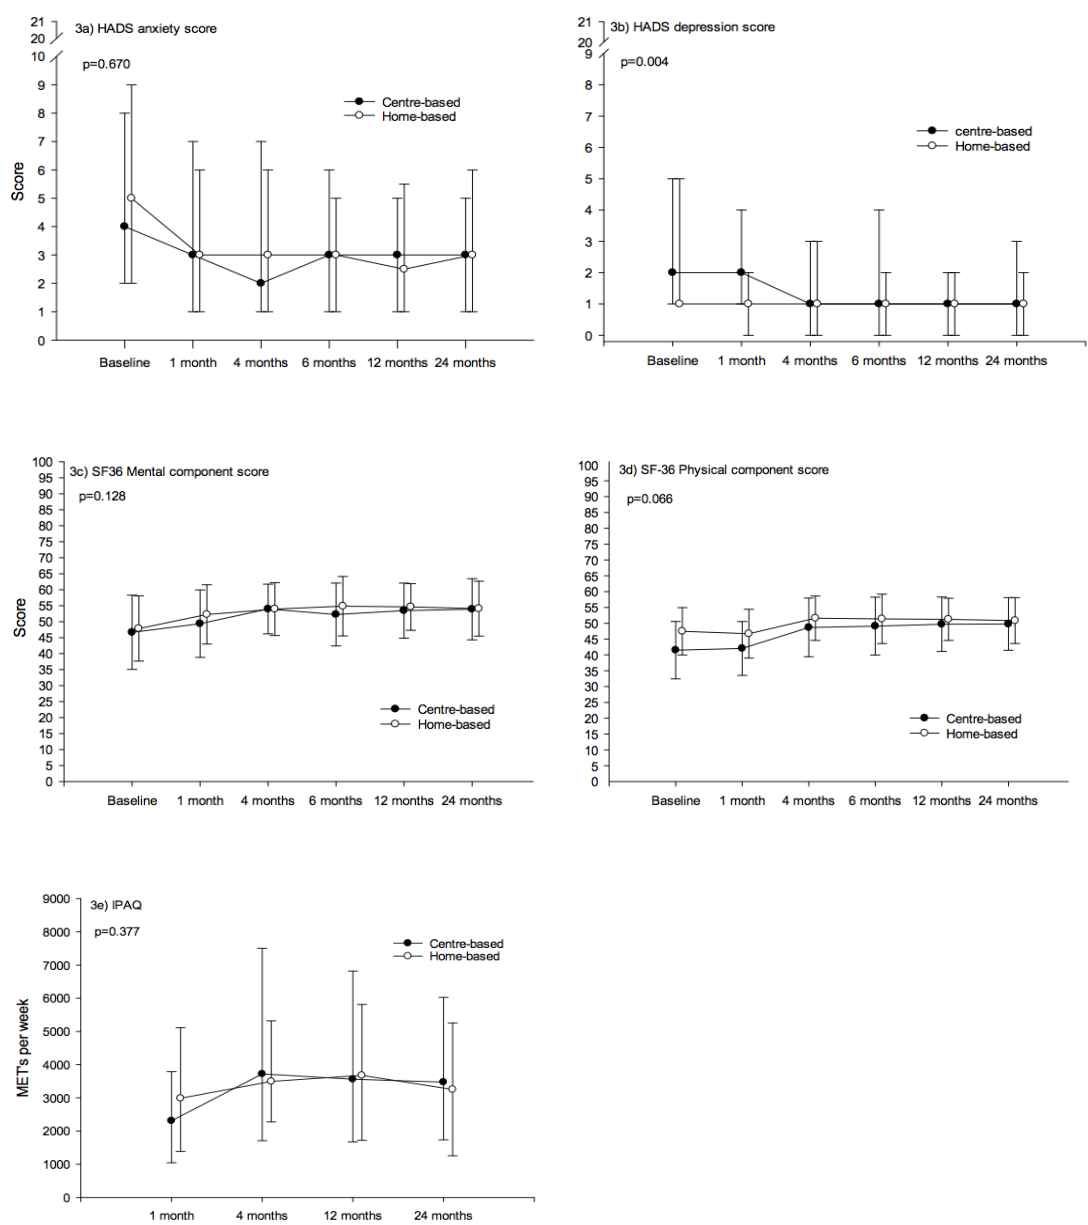 3a) HADS anxiety score
p=0.670
Centre-based
Home-based
Score
21
20
10
9
8
7
6
5
4
3
2
1
0
Baseline 1 month 4 months 6 months 12 months 24 months
3b) HADS depression score
p=0.004
centre-based
Home-based
21
20
9
8
7
6
5
4
3
2
1
0
Baseline 1 month 4 months 6 months 12 months 24 months
3c) SF36 Mental component score
p=0.128
Score
100
95
90
85
80
75
70
65
60
55
50
45
40
35
30
25
20
15
10
5
0
Centre-based
Home-based
Baseline 1 month 4 months 6 months 12 months 24 months
3d) SF-36 Physical component score
p=0.066
100
95
90
85
80
75
70
65
60
55
50
45
40
35
30
25
20
15
10
5
0
Centre-based
Home-based
Baseline 1 month 4 months 6 months 12 months 24 months
3e) IPAQ
p=0.377
Centre-based
Home-based
MET's per week
9000
8000
7000
6000
5000
4000
3000
2000
1000
0
1 month 4 months 12 months 24 months